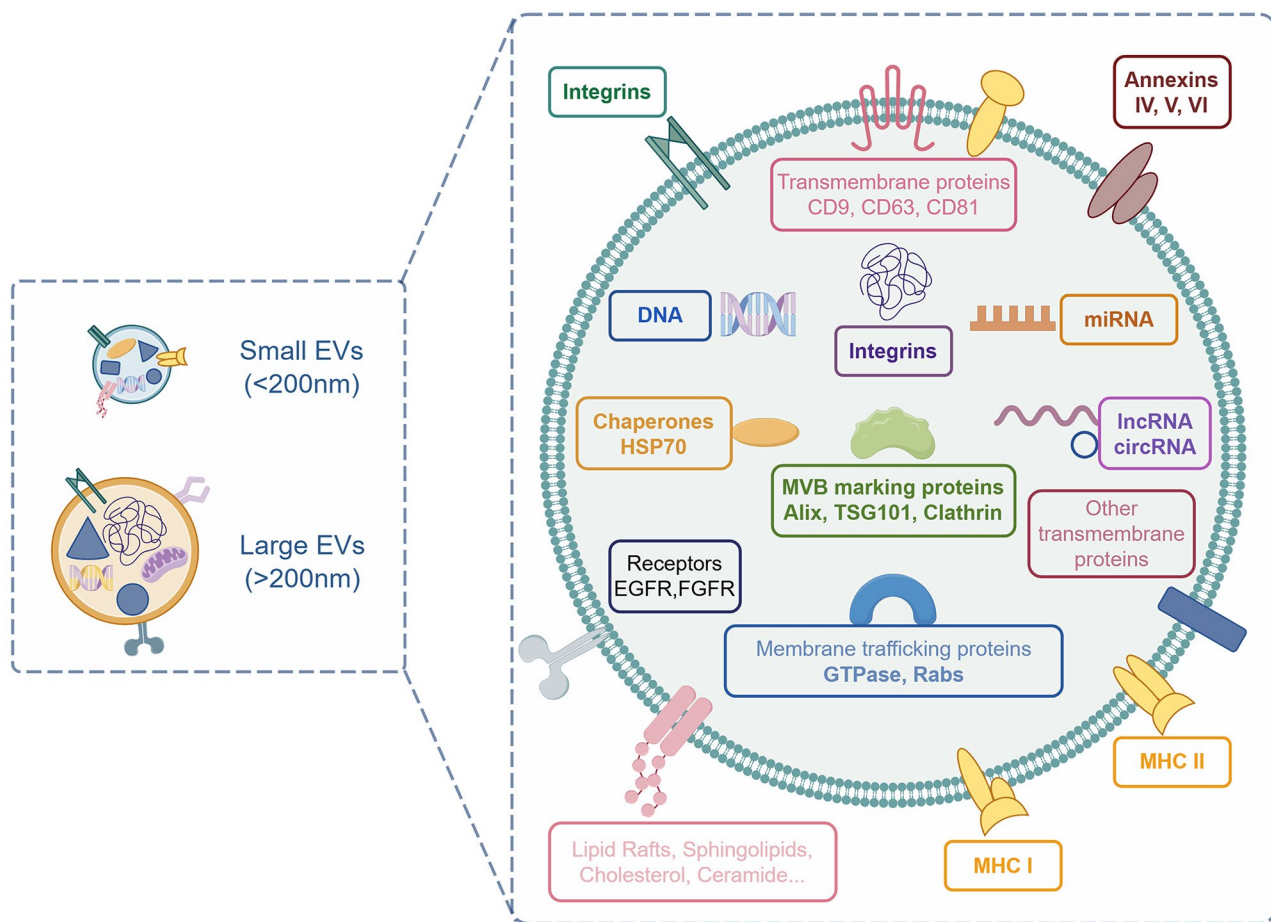 Small EVs
(<200nm)
Large EVs
(>200nm)
Integrins
Annexins
IV, V, VI
Transmembrane proteins
CD9, CD63, CD81
DNA
Integrins
miRNA
Chaperones
HSP70
MVB marking proteins
Alix, TSG101, Clathrin
lncRNA
circRNA
Other
transmembrane
proteins
Receptors
EGFR,FGFR
Membrane trafficking proteins
GTPase, Rabs
MHC II
MHC I
Lipid Rafts, Sphingolipids,
Cholesterol, Ceramide...